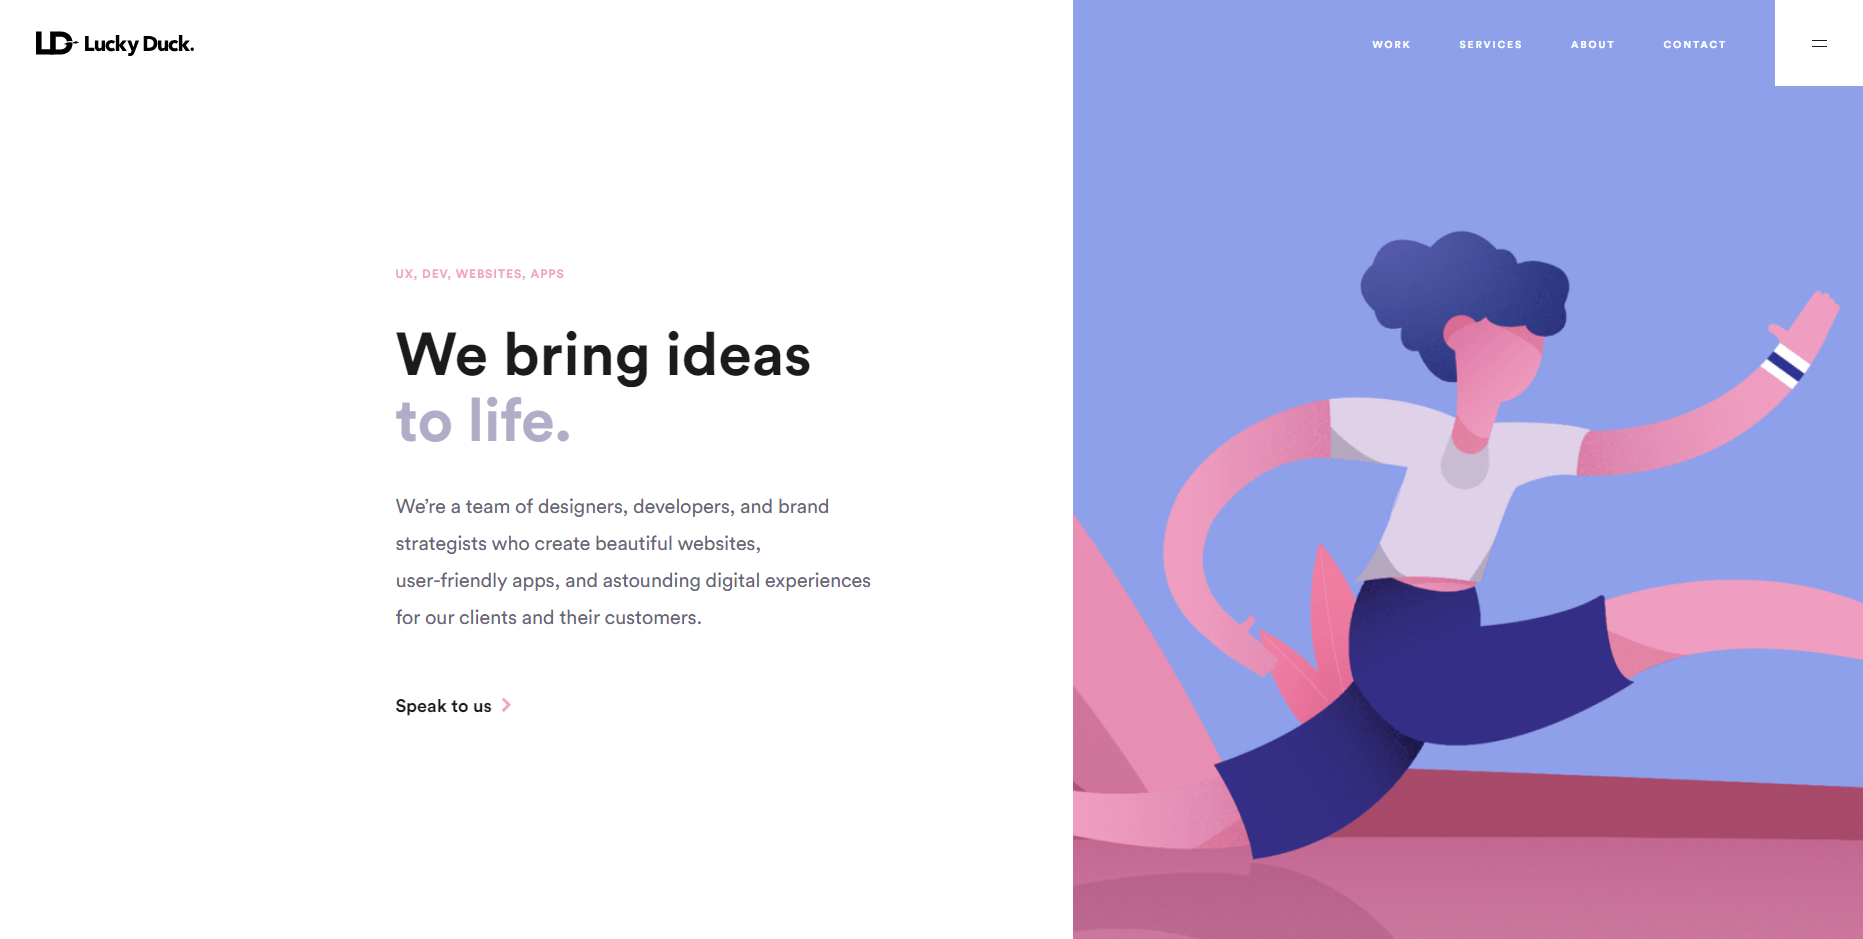 LD Lucky Duck.
WORK SERVICES ABOUT CONTACT
UX, DEV, WEBSITES, APPS
We bring ideas
to life.
We’re a team of designers, developers, and brand
strategists who create beautiful websites,
user-friendly apps, and astounding digital experiences
for our clients and their customers.
Speak to us